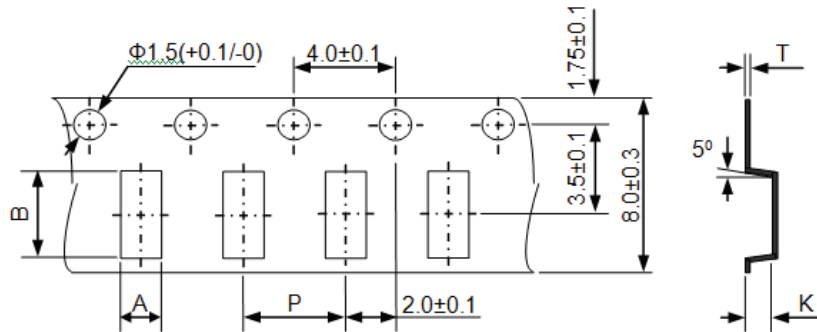 Φ1.5(+0.1/-0)
4.0±0.1
1.75±0.1
T
5⁰
3.5±0.1
8.0±0.3
B
A
P
2.0±0.1
K